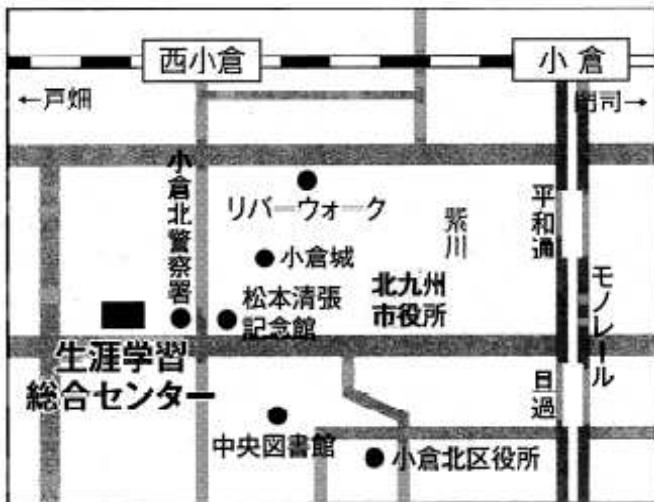 西小倉
小倉
←戸畑
門司→
小倉北警察署
リバーウォーク
紫川
平和通
小倉城
モノレール
松本清張
記念館
北九州
市役所
生涯学習
総合センター
旦過
中央図書館
小倉北区役所